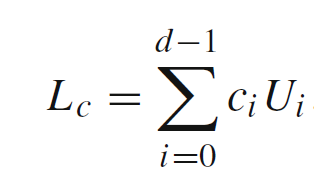 L_c = \sum_{i=0}^{d-1} c_i U_i